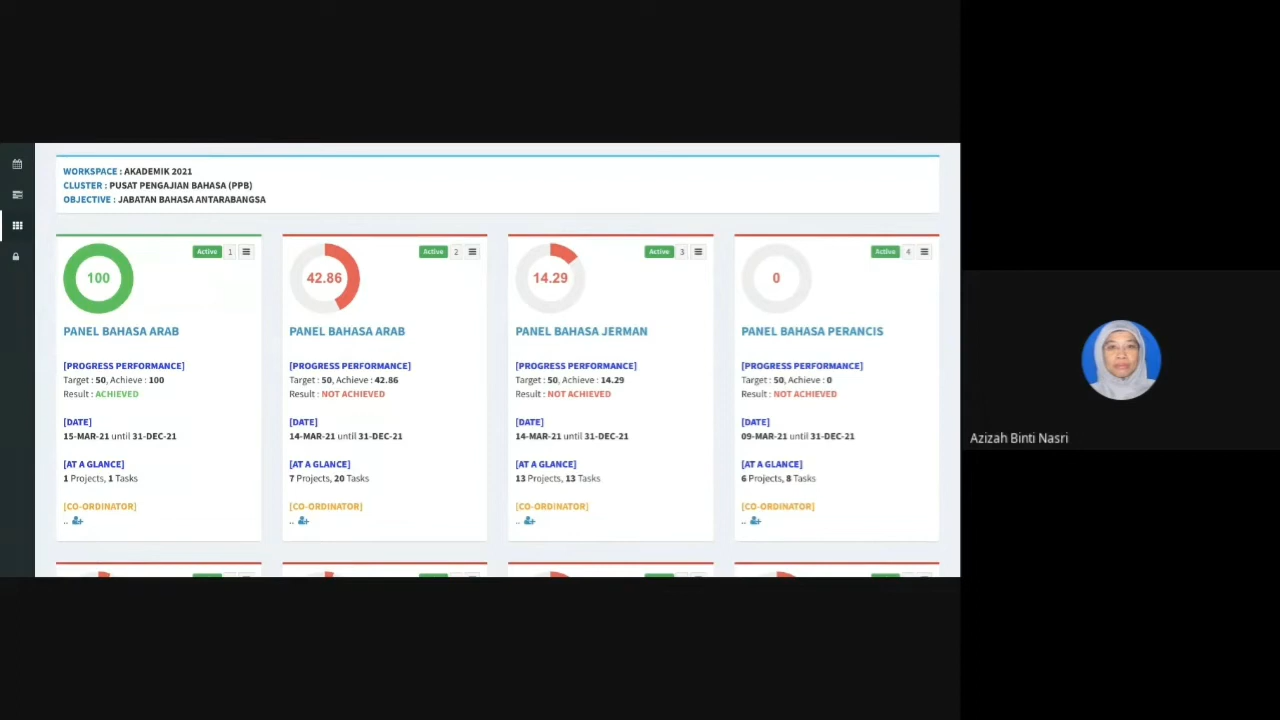 WORKSPACE : AKADEMIK 2021
CLUSTER : PUSAT PENGAJIAN BAHASA (PPB)
OBJECTIVE : JABATAN BAHASA ANTARABANGSA
100
Active 1
PANEL BAHASA ARAB
[PROGRESS PERFORMANCE]
Target : 50, Achieve : 100
Result : ACHIEVED
[DATE]
15-MAR-21 until 31-DEC-21
[AT A GLANCE]
1 Projects, 1 Tasks
[CO-ORDINATOR]
..
42.86
Active 2
PANEL BAHASA ARAB
[PROGRESS PERFORMANCE]
Target : 50, Achieve : 42.86
Result : NOT ACHIEVED
[DATE]
14-MAR-21 until 31-DEC-21
[AT A GLANCE]
7 Projects, 20 Tasks
[CO-ORDINATOR]
..
14.29
Active 3
PANEL BAHASA JERMAN
[PROGRESS PERFORMANCE]
Target : 50, Achieve : 14.29
Result : NOT ACHIEVED
[DATE]
14-MAR-21 until 31-DEC-21
[AT A GLANCE]
13 Projects, 13 Tasks
[CO-ORDINATOR]
..
0
Active 4
PANEL BAHASA PERANCIS
[PROGRESS PERFORMANCE]
Target : 50, Achieve : 0
Result : NOT ACHIEVED
[DATE]
09-MAR-21 until 31-DEC-21
[AT A GLANCE]
6 Projects, 8 Tasks
[CO-ORDINATOR]
..
Azizah Binti Nasri